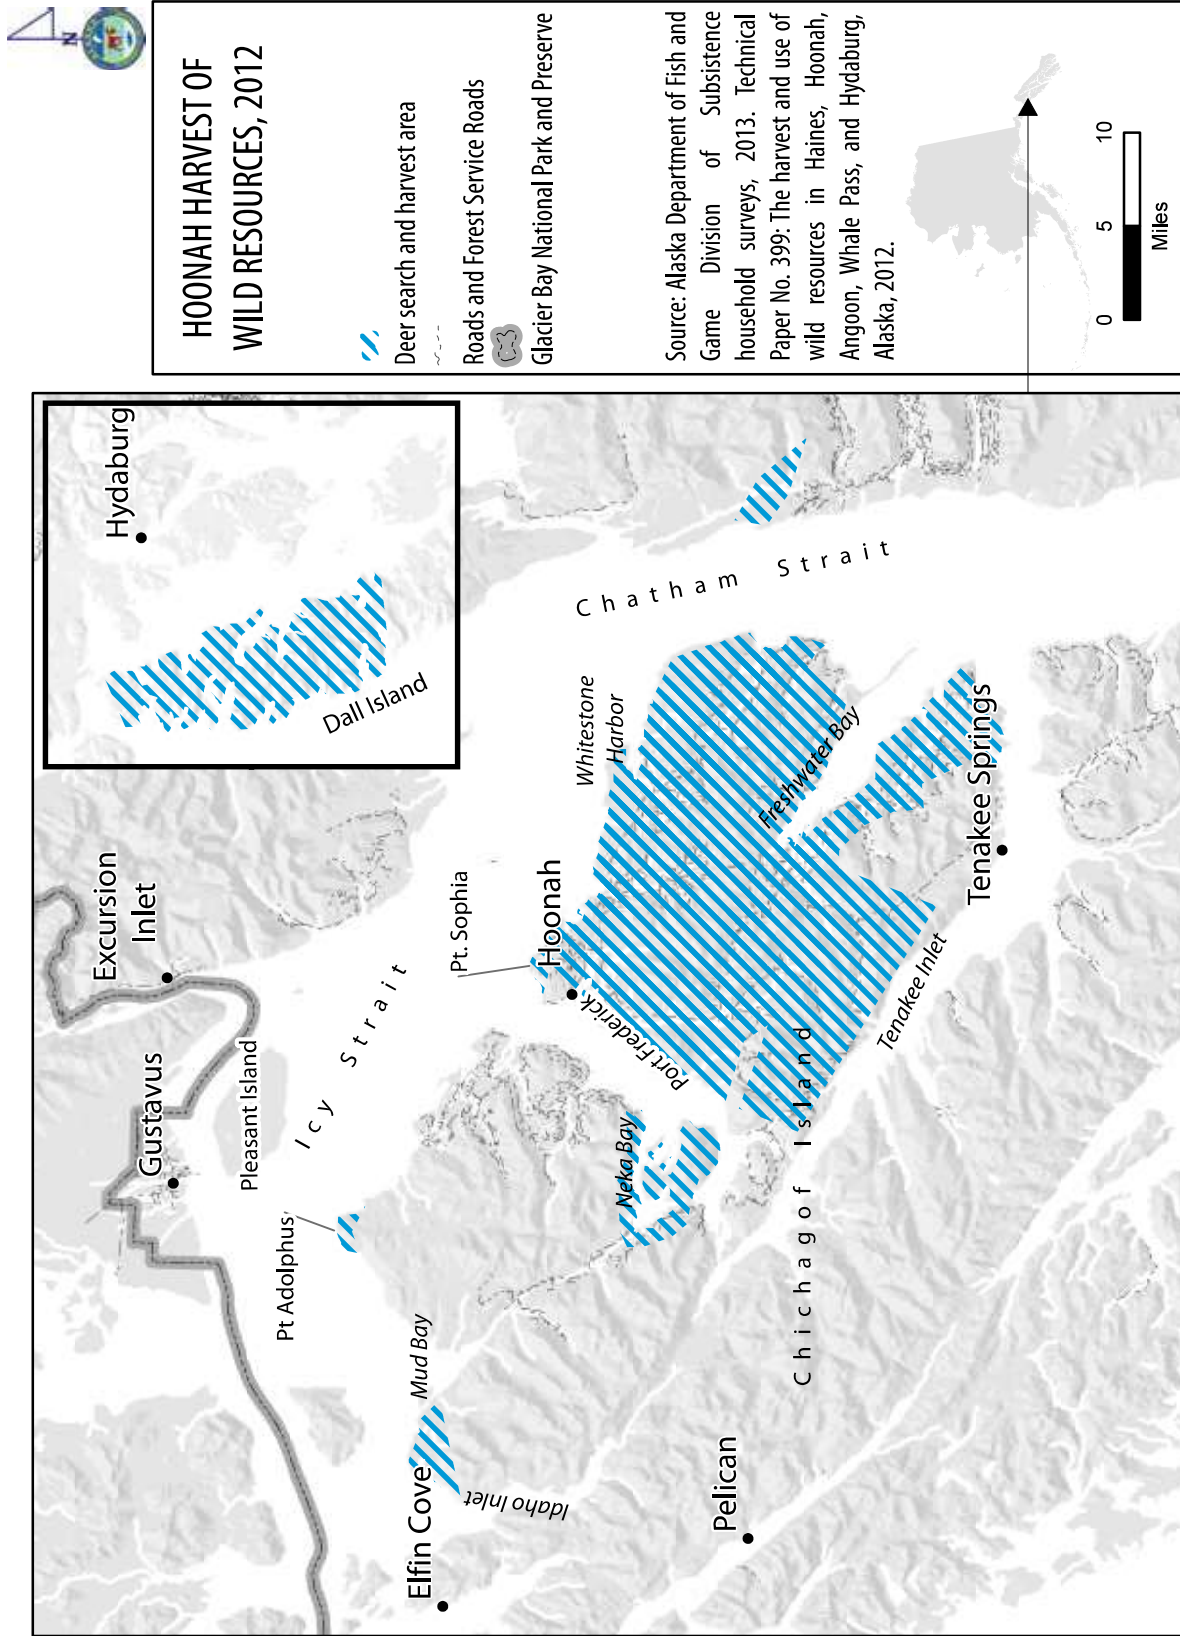 HOONAH HARVEST OF
WILD RESOURCES, 2012
Deer search and harvest area
Roads and Forest Service Roads
Glacier Bay National Park and Preserve
Source: Alaska Department of Fish and
Game Division of Subsistence
household surveys, 2013. Technical
Paper No. 399: The harvest and use of
wild resources in Haines, Hoonah,
Angoon, Whale Pass, and Hydaburg,
Alaska, 2012.
0 5 10
Miles
N
Hydaburg
Dall Island
Excursion
Inlet
Gustavus
Pleasant Island
Icy Strait
Pt Adolphus
Pt. Sophia
Hoonah
Whitestone
Harbor
Chatham Strait
Port Frederick
Freshwater Bay
Neka Bay
Mud Bay
Elfin Cove
Idaho Inlet
Pelican
Chichagof Island
Tenakee Inlet
Tenakee Springs